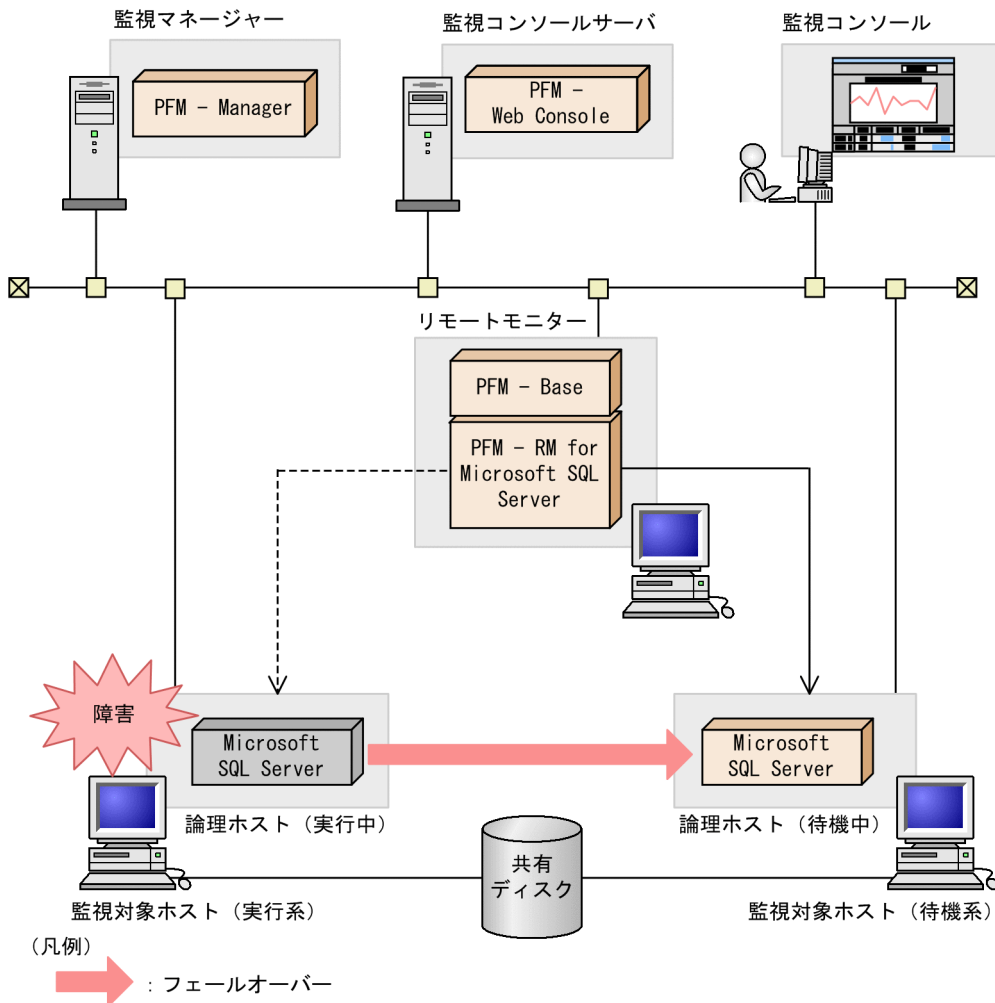 監視マネージャー
監視コンソールサーバ
監視コンソール
PFM - Manager
PFM -
Web Console
リモートモニター
PFM - Base
PFM - RM for
Microsoft SQL
Server
障害
Microsoft
SQL Server
Microsoft
SQL Server
論理ホスト（実行中）
論理ホスト（待機中）
共有
ディスク
監視対象ホスト（実行系）
監視対象ホスト（待機系）
（凡例）
：フェールオーバー